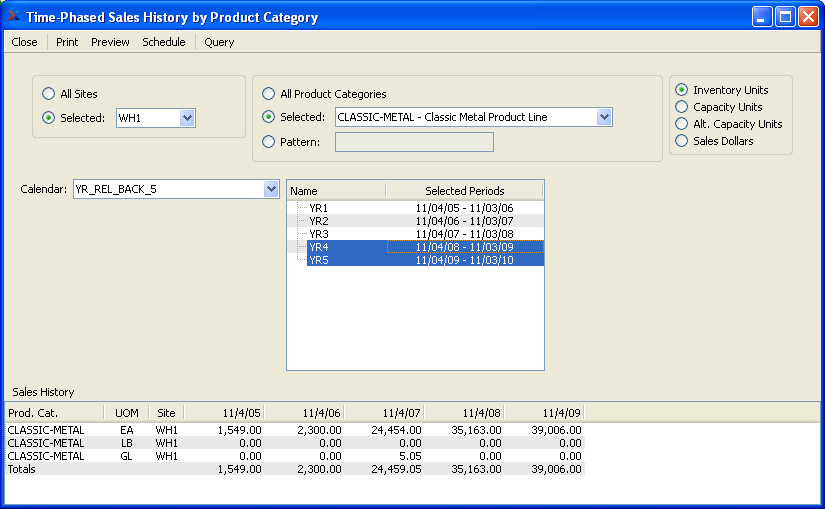 Time-Phased Sales History by Product Category
Close Print Preview Schedule Query
All Sites
Selected: WH1
All Product Categories
Selected: CLASSIC-METAL - Classic Metal Product Line
Pattern:
Inventory Units
Capacity Units
Alt. Capacity Units
Sales Dollars
Calendar: YR_REL_BACK_5
Name Selected Periods
YR1 11/04/05 - 11/03/06
YR2 11/04/06 - 11/03/07
YR3 11/04/07 - 11/03/08
YR4 11/04/08 - 11/03/09
YR5 11/04/09 - 11/03/10
Sales History
Prod. Cat. UOM Site 11/4/05 11/4/06 11/4/07 11/4/08 11/4/09
CLASSIC-METAL EA WH1 1,549.00 2,300.00 24,454.00 35,163.00 39,006.00
CLASSIC-METAL LB WH1 0.00 0.00 0.00 0.00 0.00
CLASSIC-METAL GL WH1 0.00 0.00 5.05 0.00 0.00
Totals 1,549.00 2,300.00 24,459.05 35,163.00 39,006.00